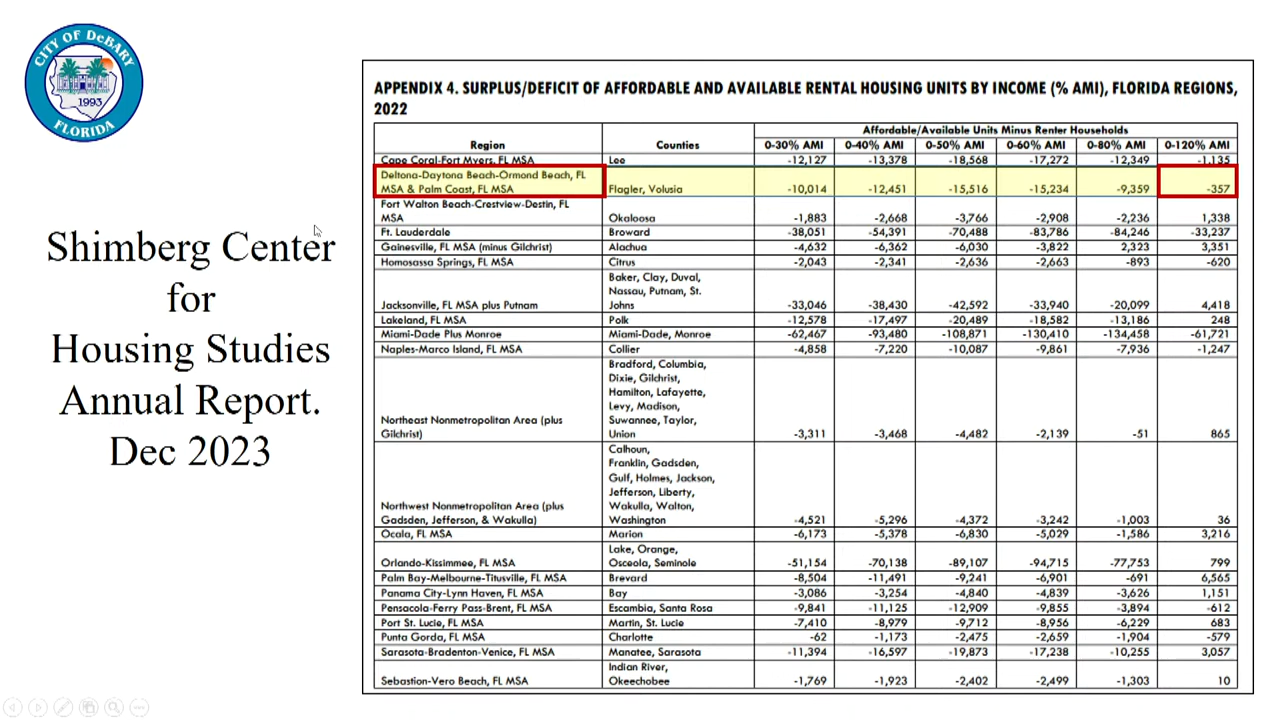 CITY OF DeBARY
1993
FLORIDA
Shimberg Center
for
Housing Studies
Annual Report.
Dec 2023
APPENDIX 4. SURPLUS/DEFICIT OF AFFORDABLE AND AVAILABLE RENTAL HOUSING UNITS BY INCOME (% AMI), FLORIDA REGIONS,
2022
Affordable/Available Units Minus Renter Households
Region Counties 0-30% AMI 0-40% AMI 0-50% AMI 0-60% AMI 0-80% AMI 0-120% AMI
Cape Coral-Fort Myers, FL MSA Lee -12,127 -13,378 -18,568 -17,272 -12,349 -1,135
Deltona-Daytona Beach-Ormond Beach, FL
MSA & Palm Coast, FL MSA Flagler, Volusia -10,014 -12,451 -15,516 -15,234 -9,359 -357
Fort Walton Beach-Crestview-Destin, FL
MSA Okaloosa -1,883 -2,668 -3,766 -2,908 -2,236 1,338
Ft. Lauderdale Broward -38,051 -54,391 -70,488 -83,786 -84,246 -33,237
Gainesville, FL MSA (minus Gilchrist) Alachua -4,632 -6,362 -6,030 -3,822 2,323 3,351
Homosassa Springs, FL MSA Citrus -2,043 -2,341 -2,636 -2,663 -893 -620
Baker, Clay, Duval,
Nassau, Putnam, St.
Jacksonville, FL MSA plus Putnam Johns -33,046 -38,430 -42,592 -33,940 -20,099 4,418
Lakeland, FL MSA Polk -12,578 -17,497 -20,489 -18,582 -13,186 248
Miami-Dade Plus Monroe Miami-Dade, Monroe -62,467 -93,480 -108,871 -130,410 -134,458 -61,721
Naples-Marco Island, FL MSA Collier -4,858 -7,220 -10,087 -9,861 -7,936 -1,247
Bradford, Columbia,
Dixie, Gilchrist,
Hamilton, Lafayette,
Levy, Madison,
Northeast Nonmetropolitan Area (plus Suwannee, Taylor,
Gilchrist) Union -3,311 -3,468 -4,482 -2,139 -51 865
Calhoun,
Franklin, Gadsden,
Gulf, Holmes, Jackson,
Jefferson, Liberty,
Northwest Nonmetropolitan Area (plus Wakulla, Walton,
Gadsden, Jefferson, & Wakulla) Washington -4,521 -5,296 -4,372 -3,242 -1,003 36
Ocala, FL MSA Marion -6,173 -5,378 -6,830 -5,029 -1,586 3,216
Lake, Orange,
Orlando-Kissimmee, FL MSA Osceola, Seminole -51,154 -70,138 -89,107 -94,715 -77,753 799
Palm Bay-Melbourne-Titusville, FL MSA Brevard -8,504 -11,491 -9,241 -6,901 -691 6,565
Panama City-Lynn Haven, FL MSA Bay -3,086 -3,254 -4,840 -4,839 -3,626 1,151
Pensacola-Ferry Pass-Brent, FL MSA Escambia, Santa Rosa -9,841 -11,125 -12,909 -9,855 -3,894 -612
Port St. Lucie, FL MSA Martin, St. Lucie -7,410 -8,979 -9,712 -8,956 -6,229 683
Punta Gorda, FL MSA Charlotte -62 -1,173 -2,475 -2,659 -1,904 -579
Sarasota-Bradenton-Venice, FL MSA Manatee, Sarasota -11,394 -16,597 -19,873 -17,238 -10,255 3,057
Indian River,
Sebastion-Vero Beach, FL MSA Okeechobee -1,769 -1,923 -2,402 -2,499 -1,303 10